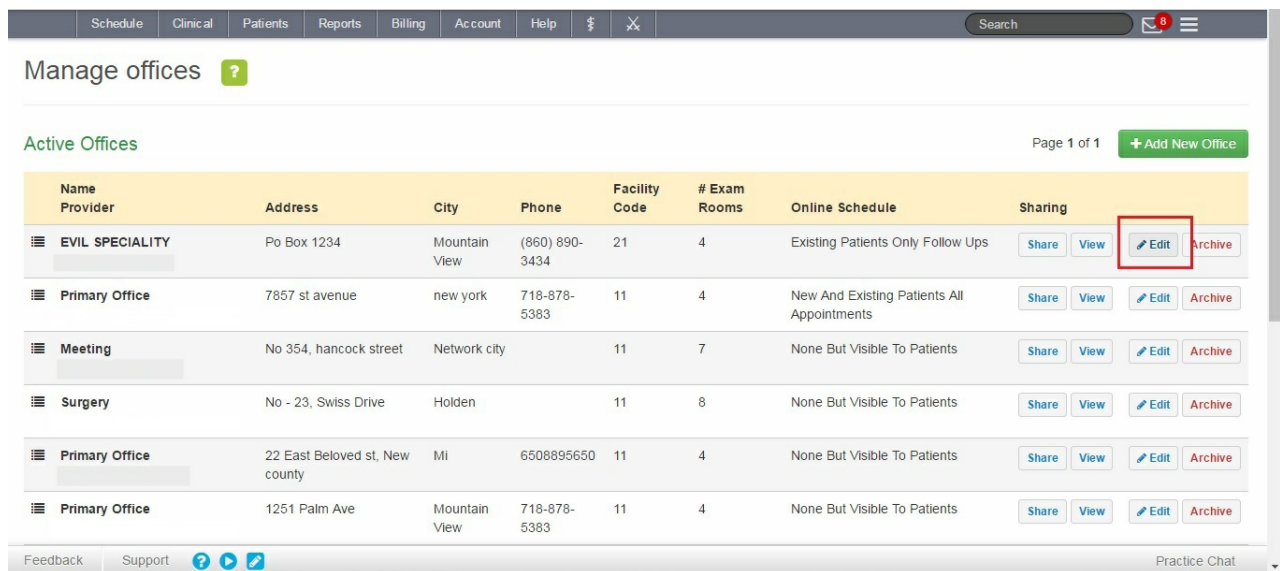 Schedule Clinical Patients Reports Billing Account Help Search 8
Manage offices ?
Active Offices Page 1 of 1 + Add New Office
Name Facility # Exam
Provider Address City Phone Code Rooms Online Schedule Sharing
EVIL SPECIALITY Po Box 1234 Mountain (860) 890- 21 4 Existing Patients Only Follow Ups Share View Edit Archive
View 3434
Primary Office 7857 st avenue new york 718-878- 11 4 New And Existing Patients All Share View Edit Archive
5383 Appointments
Meeting No 354, hancock street Network city 11 7 None But Visible To Patients Share View Edit Archive
Surgery No - 23, Swiss Drive Holden 11 8 None But Visible To Patients Share View Edit Archive
Primary Office 22 East Beloved st, New Mi 6508895650 11 4 None But Visible To Patients Share View Edit Archive
county
Primary Office 1251 Palm Ave Mountain 718-878- 11 4 None But Visible To Patients Share View Edit Archive
View 5383
Feedback Support ? Practice Chat